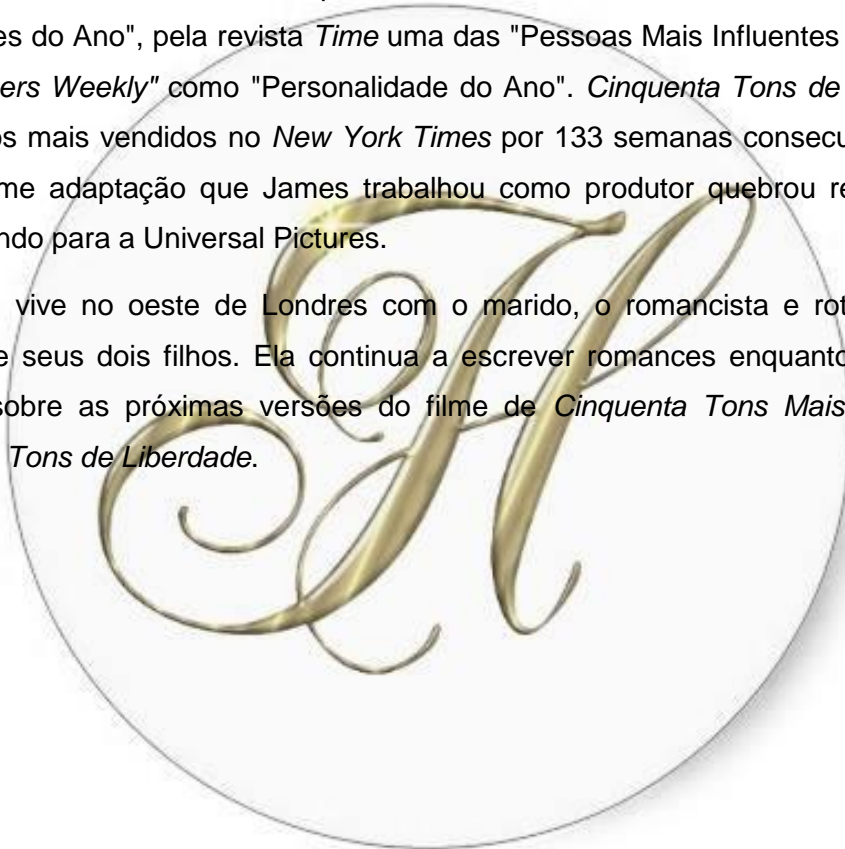 es do Ano", pela revista Time uma das "Pessoas Mais Influentes
ers Weekly" como "Personalidade do Ano". Cinquenta Tons de
os mais vendidos no New York Times por 133 semanas consecu
me adaptação que James trabalhou como produtor quebrou re
ndo para a Universal Pictures.
vive no oeste de Londres com o marido, o romancista e rot
e seus dois filhos. Ela continua a escrever romances enquanto
sobre as próximas versões do filme de Cinquenta Tons Mais
Tons de Liberdade.
H